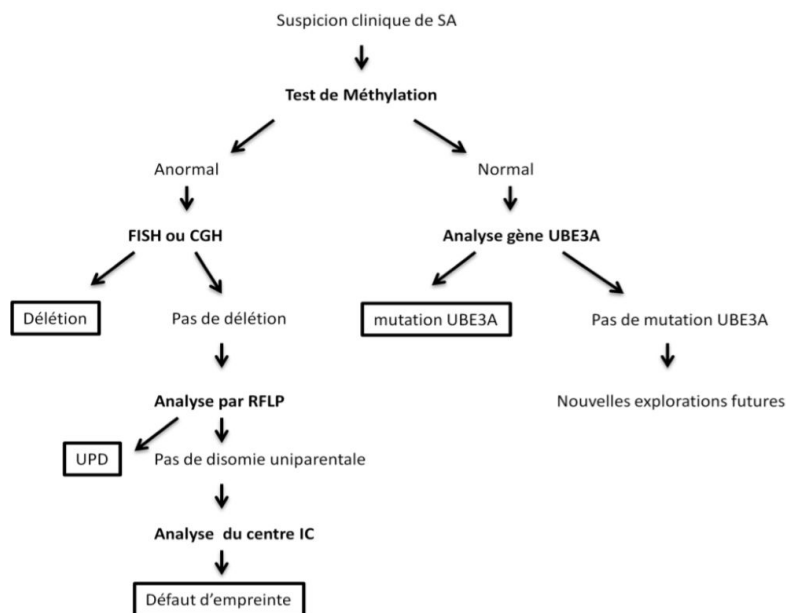 Suspicion clinique de SA
Test de Méthylation
Anormal
Normal
FISH ou CGH
Analyse gène UBE3A
Délétion
Pas de délétion
mutation UBE3A
Pas de mutation UBE3A
Analyse par RFLP
Nouvelles explorations futures
UPD
Pas de disomie uniparentale
Analyse du centre IC
Défaut d’empreinte